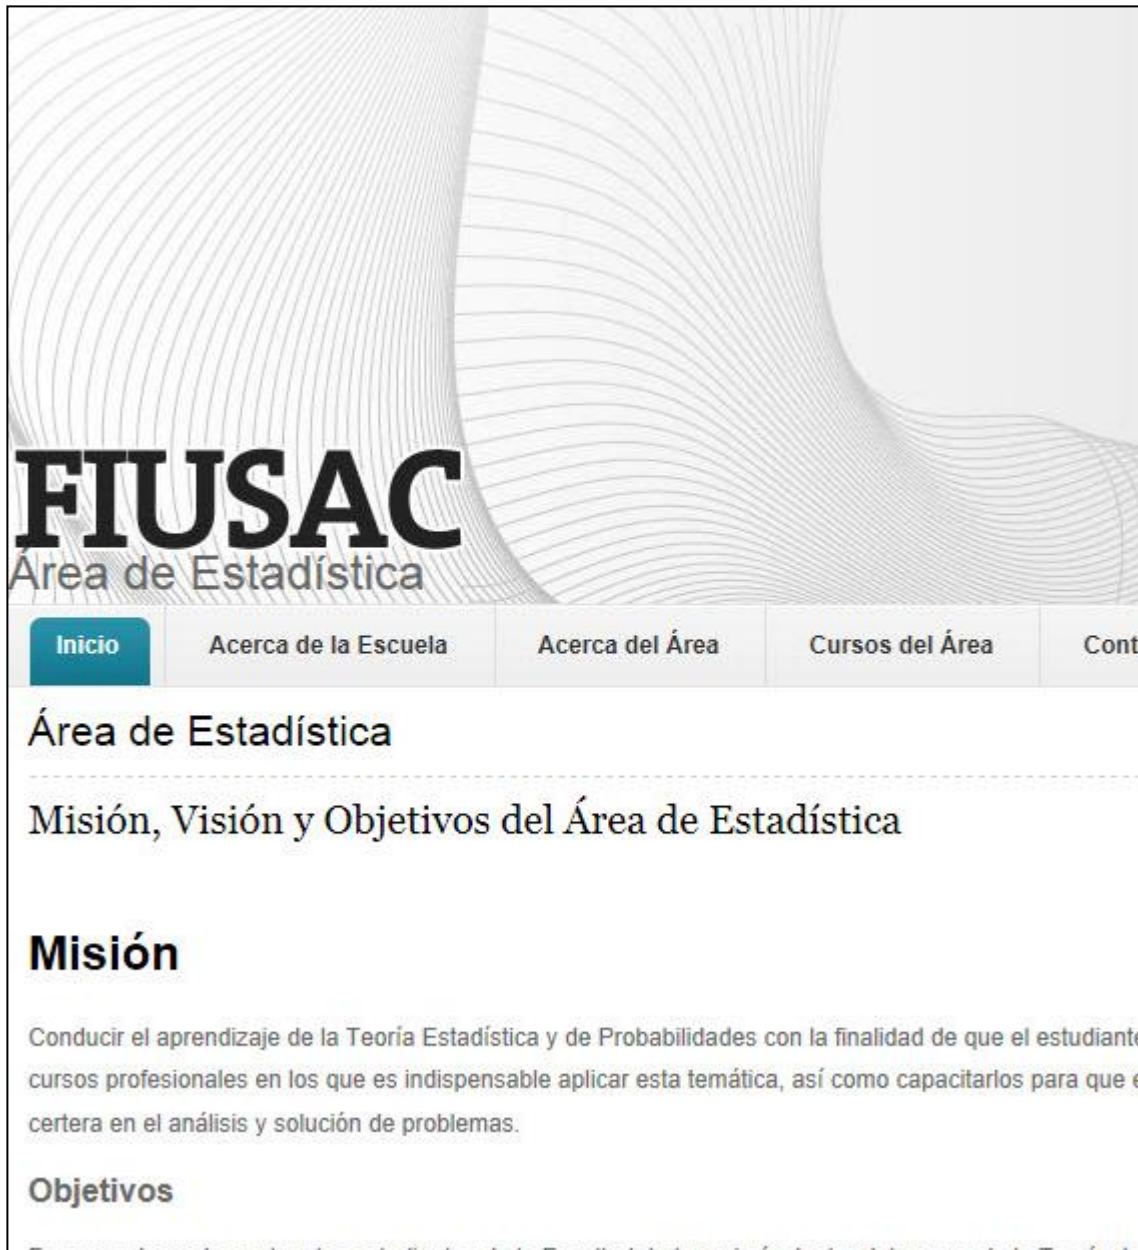 FIUSAC
Área de Estadística
Inicio Acerca de la Escuela Acerca del Área Cursos del Área Cont
Área de Estadística
Misión, Visión y Objetivos del Área de Estadística
Misión
Conducir el aprendizaje de la Teoría Estadística y de Probabilidades con la finalidad de que el estudiante
cursos profesionales en los que es indispensable aplicar esta temática, así como capacitarlos para que e
certera en el análisis y solución de problemas.
Objetivos